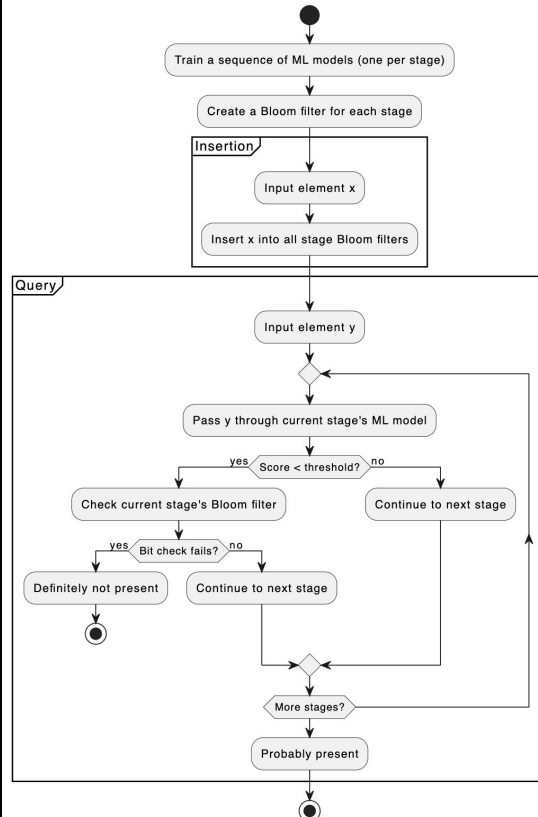 Train a sequence of ML models (one per stage)
Create a Bloom filter for each stage
Insertion
Input element x
Insert x into all stage Bloom filters
Query
Input element y
Pass y through current stage's ML model
yes
Score < threshold?
no
Check current stage's Bloom filter
Continue to next stage
yes
Bit check fails?
no
Definitely not present
Continue to next stage
More stages?
Probably present